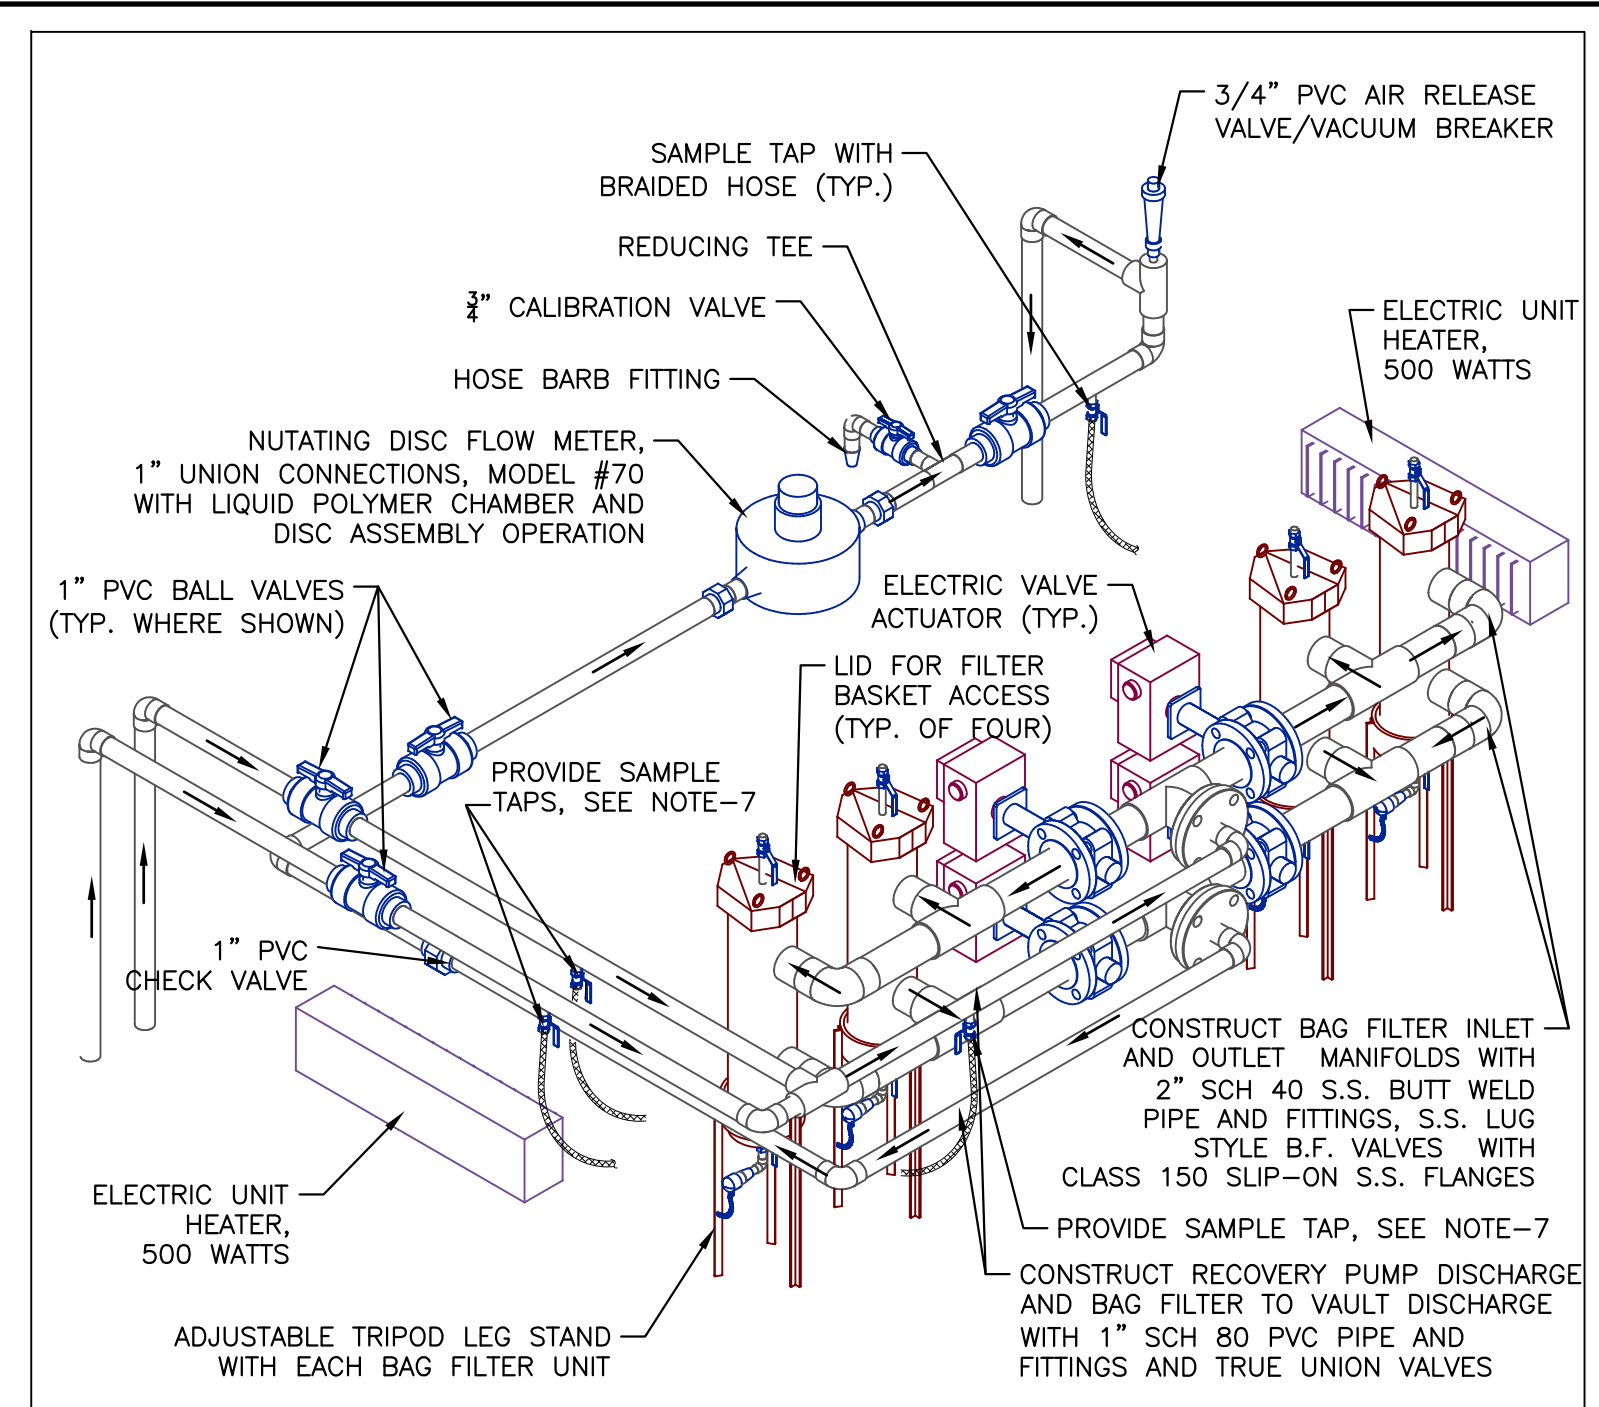 3/4” PVC AIR RELEASE
VALVE/VACUUM BREAKER
SAMPLE TAP WITH
BRAIDED HOSE (TYP.)
REDUCING TEE
3/4” CALIBRATION VALVE
HOSE BARB FITTING
ELECTRIC UNIT
HEATER,
500 WATTS
NUTATING DISC FLOW METER,
1” UNION CONNECTIONS, MODEL #70
WITH LIQUID POLYMER CHAMBER AND
DISC ASSEMBLY OPERATION
1” PVC BALL VALVES
(TYP. WHERE SHOWN)
ELECTRIC VALVE
ACTUATOR (TYP.)
LID FOR FILTER
BASKET ACCESS
(TYP. OF FOUR)
PROVIDE SAMPLE
TAPS, SEE NOTE-7
1” PVC
CHECK VALVE
CONSTRUCT BAG FILTER INLET
AND OUTLET MANIFOLDS WITH
2” SCH 40 S.S. BUTT WELD
PIPE AND FITTINGS, S.S. LUG
STYLE B.F. VALVES WITH
CLASS 150 SLIP-ON S.S. FLANGES
ELECTRIC UNIT
HEATER,
500 WATTS
PROVIDE SAMPLE TAP, SEE NOTE-7
CONSTRUCT RECOVERY PUMP DISCHARGE
AND BAG FILTER TO VAULT DISCHARGE
WITH 1” SCH 80 PVC PIPE AND
FITTINGS AND TRUE UNION VALVES
ADJUSTABLE TRIPOD LEG STAND
WITH EACH BAG FILTER UNIT